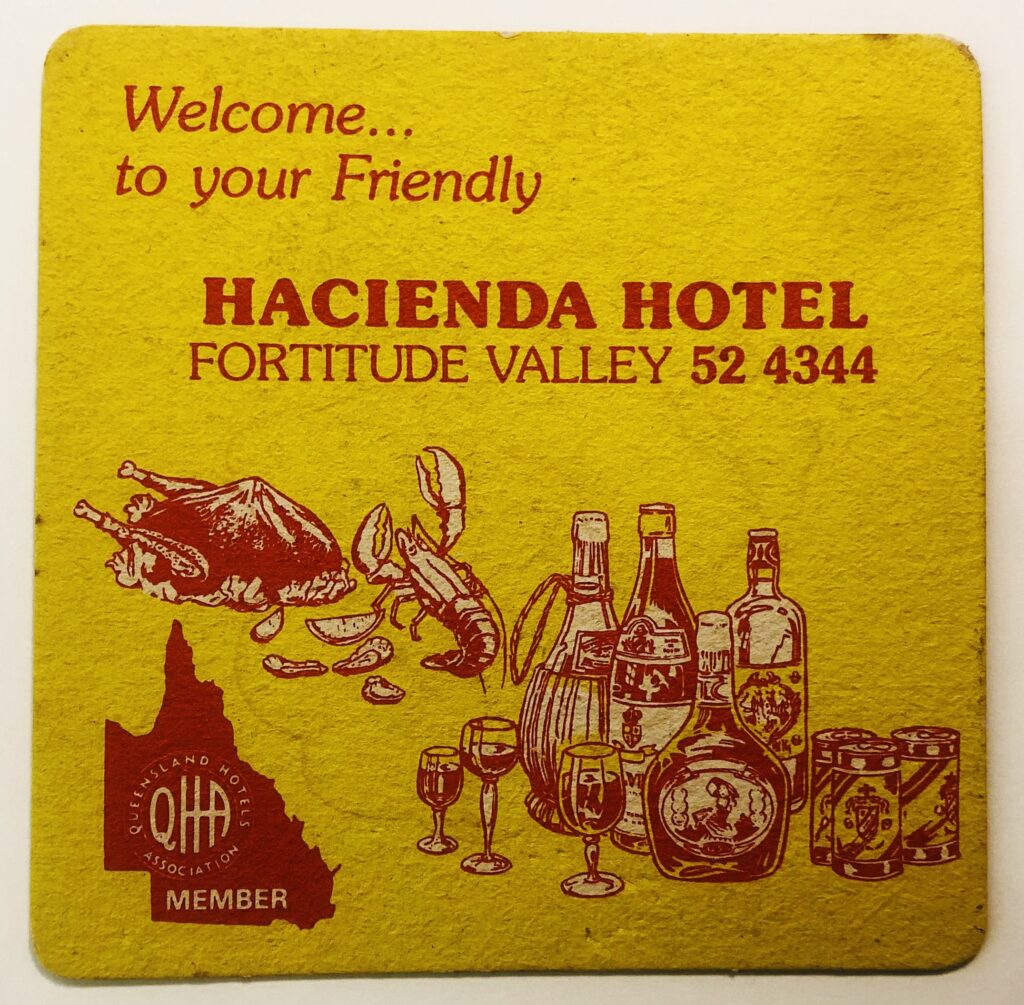 Welcome...
to your Friendly
HACIENDA HOTEL
FORTITUDE VALLEY 52 4344
QUEENSLAND HOTELS
QHA
ASSOCIATION
MEMBER